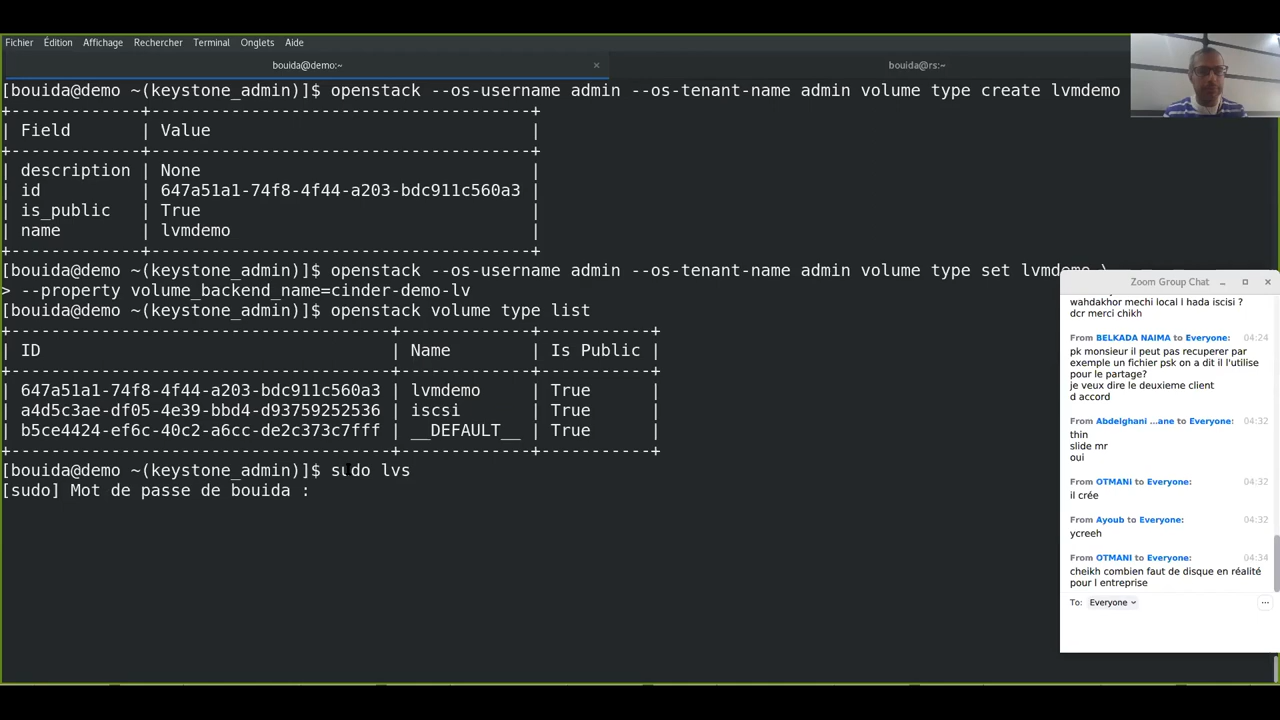 Fichier Édition Affichage Rechercher Terminal Onglets Aide
bouida@demo:~ × bouida@rs:~
[bouida@demo ~(keystone_admin)]$ openstack --os-username admin --os-tenant-name admin volume type create lvmdemo
+-------------+--------------------------------------+
| Field | Value |
+-------------+--------------------------------------+
| description | None |
| id | 647a51a1-74f8-4f44-a203-bdc911c560a3 |
| is_public | True |
| name | lvmdemo |
+-------------+--------------------------------------+
[bouida@demo ~(keystone_admin)]$ openstack --os-username admin --os-tenant-name admin volume type set lvmdemo \
> --property volume_backend_name=cinder-demo-lv
[bouida@demo ~(keystone_admin)]$ openstack volume type list
+--------------------------------------+-------------+-----------+
| ID | Name | Is Public |
+--------------------------------------+-------------+-----------+
| 647a51a1-74f8-4f44-a203-bdc911c560a3 | lvmdemo | True |
| a4d5c3ae-df05-4e39-bbd4-d93759252536 | iscsi | True |
| b5ce4424-ef6c-40c2-a6cc-de2c373c7fff | __DEFAULT__ | True |
+--------------------------------------+-------------+-----------+
[bouida@demo ~(keystone_admin)]$ sudo lvs
[sudo] Mot de passe de bouida :
Zoom Group Chat
wahdakhor mechi local l hada iscisi ?
dcr merci chikh
From BELKADA NAIMA to Everyone: 04:24
pk monsieur il peut pas recuperer par
exemple un fichier psk on a dit il l'utilise
pour le partage?
je veux dire le deuxieme client
d accord
From Abdelghani ...ane to Everyone: 04:32
thin
slide mr
oui
From OTMANi to Everyone: 04:32
il crée
From Ayoub to Everyone: 04:32
ycreeh
From OTMANI to Everyone: 04:34
cheikh combien faut de disque en réalité
pour l entreprise
To: Everyone